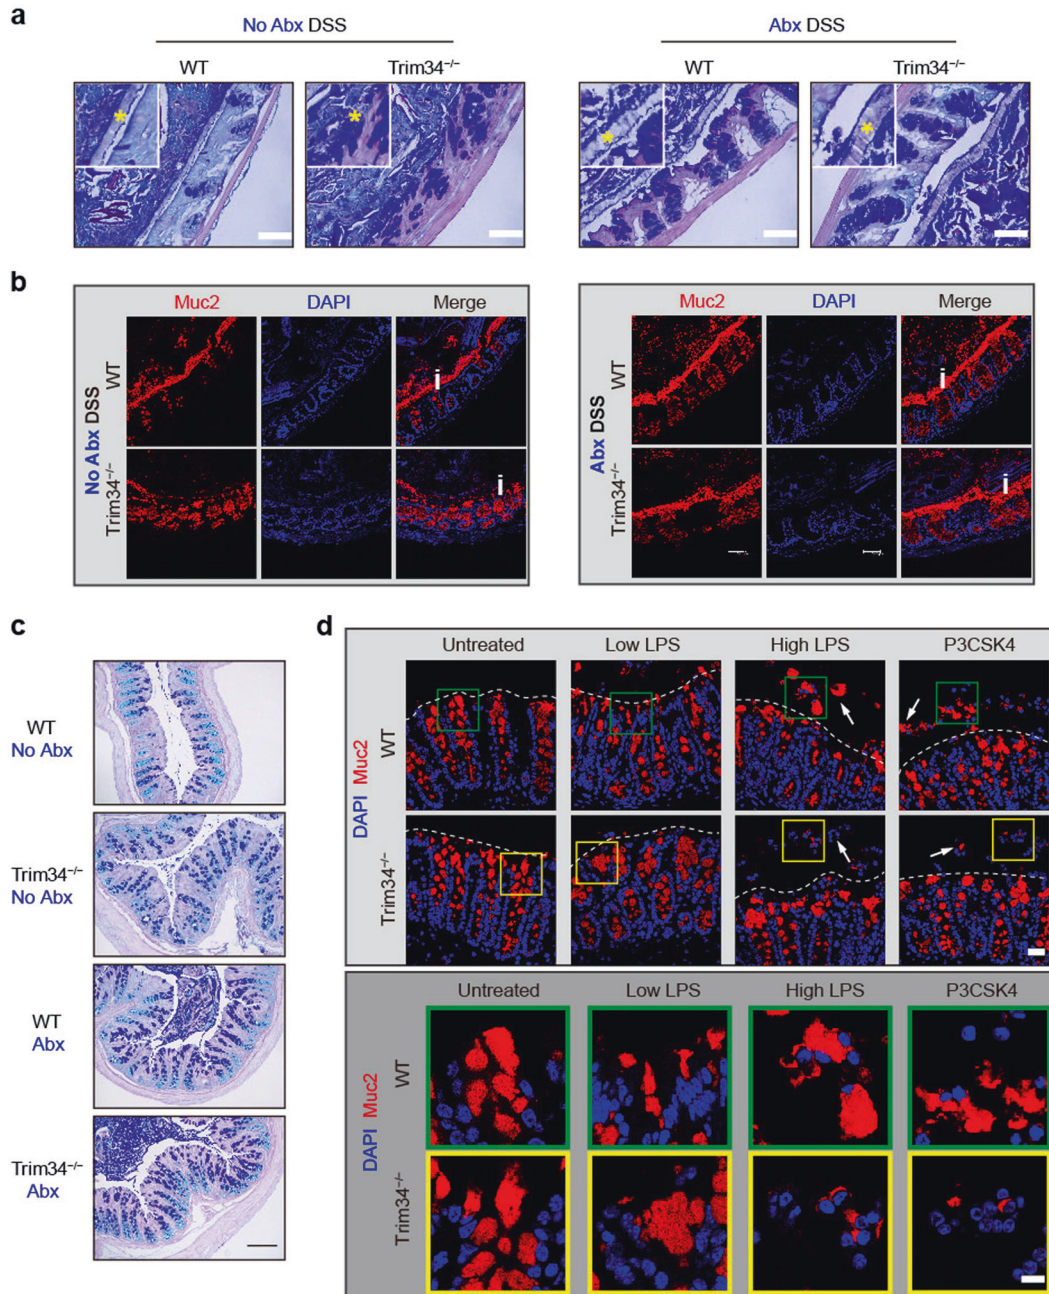 a
No Abx DSS
Abx DSS
WT
Trim34⁻/⁻
WT
Trim34⁻/⁻
*
*
*
*
b
Muc2
DAPI
Merge
No Abx DSS
WT
i
Trim34⁻/⁻
i
Muc2
DAPI
Merge
Abx DSS
WT
i
Trim34⁻/⁻
i
c
WT
No Abx
Trim34⁻/⁻
No Abx
WT
Abx
Trim34⁻/⁻
Abx
d
Untreated
Low LPS
High LPS
P3CSK4
DAPI Muc2
WT
Trim34⁻/⁻
Untreated
Low LPS
High LPS
P3CSK4
DAPI Muc2
WT
Trim34⁻/⁻